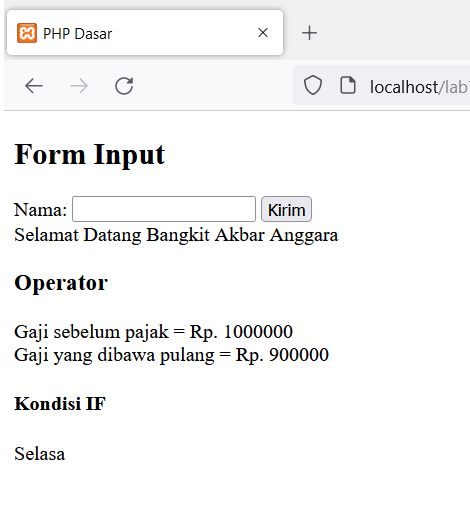 PHP Dasar
localhost/lab
Form Input
Nama: Kirim
Selamat Datang Bangkit Akbar Anggara
Operator
Gaji sebelum pajak = Rp. 1000000
Gaji yang dibawa pulang = Rp. 900000
Kondisi IF
Selasa